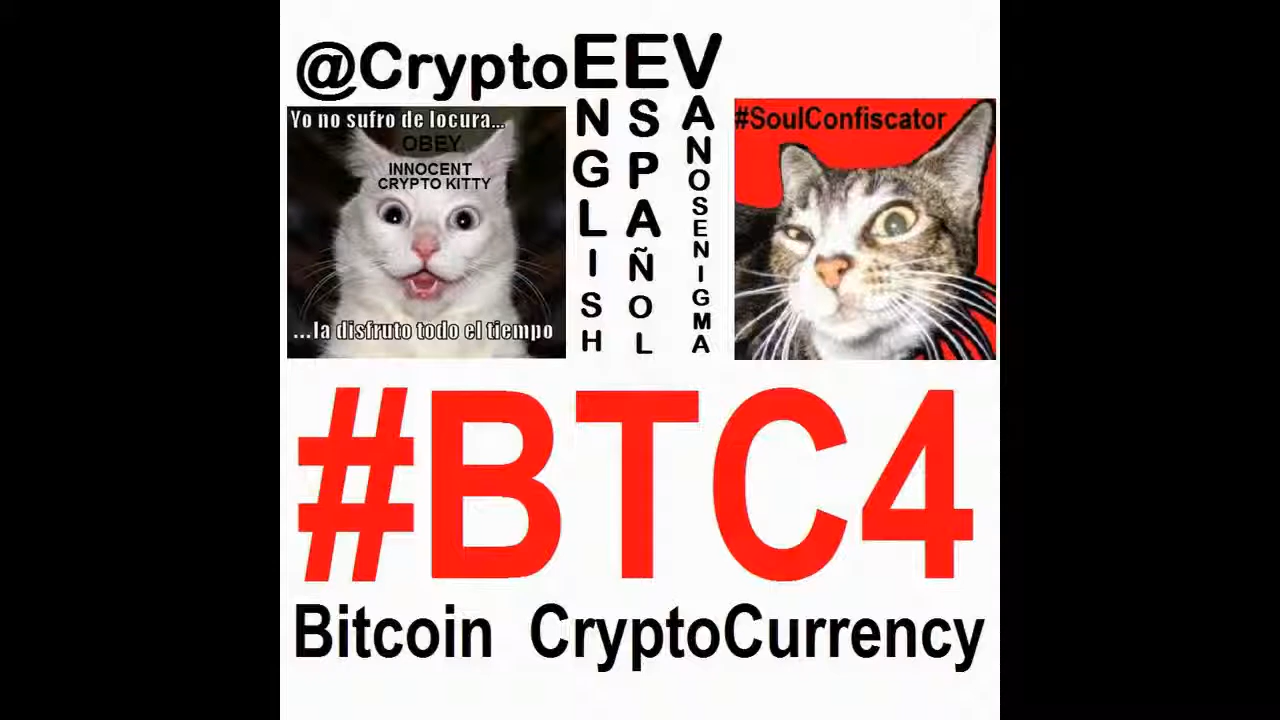 @CryptoEEV
ENGLISH
ESPAÑOL
VANOSENIGMA
Yo no sufro de locura...
OBEY
INNOCENT
CRYPTO KITTY
...la disfruto todo el tiempo
#SoulConfiscator
#BTC4
Bitcoin CryptoCurrency